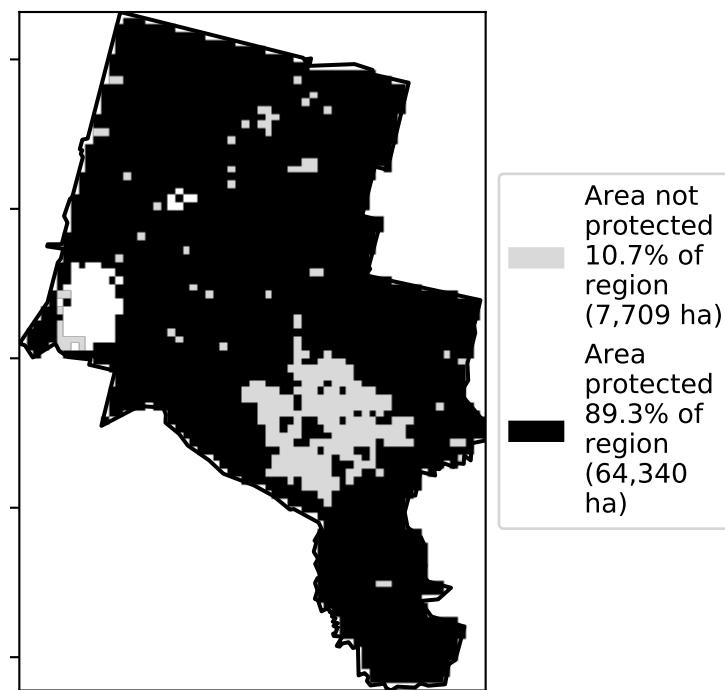 Area not
protected
10.7% of
region
(7,709 ha)
Area
protected
89.3% of
region
(64,340
ha)